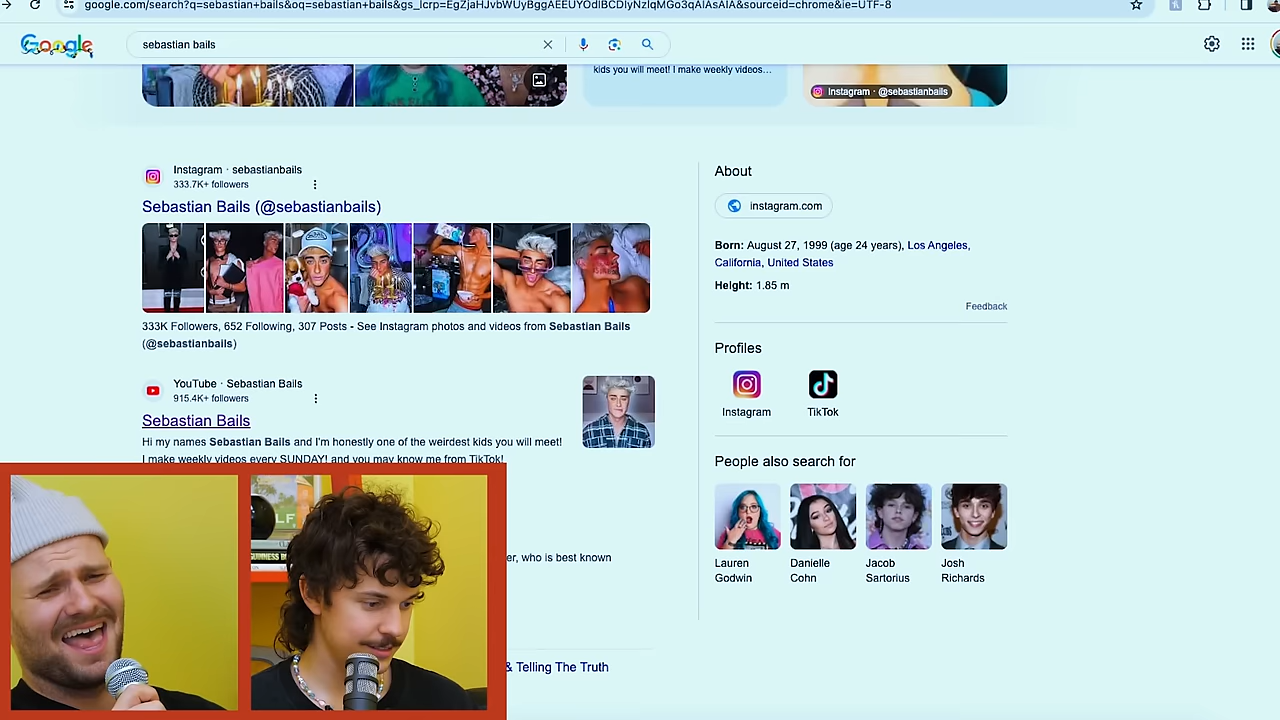 google.com/search?q=sebastian+bails&oq=sebastian+bails&gs_lcrp=EgZjaHJvbWUyBggAEEUYOdIBCDIyNzlqMGo3qAIAsAIA&sourceid=chrome&ie=UTF-8
Google
sebastian bails
kids you will meet! I make weekly videos...
Instagram · @sebastianbails
Instagram · sebastianbails
333.7K+ followers
Sebastian Bails (@sebastianbails)
333K Followers, 652 Following, 307 Posts - See Instagram photos and videos from Sebastian Bails
(@sebastianbails)
YouTube · Sebastian Bails
915.4K+ followers
Sebastian Bails
Hi my names Sebastian Bails and I'm honestly one of the weirdest kids you will meet!
I make weekly videos every SUNDAY! and you may know me from TikTok!
er, who is best known
& Telling The Truth
About
instagram.com
Born: August 27, 1999 (age 24 years), Los Angeles,
California, United States
Height: 1.85 m
Feedback
Profiles
Instagram
TikTok
People also search for
Lauren
Godwin
Danielle
Cohn
Jacob
Sartorius
Josh
Richards
GUINNESS